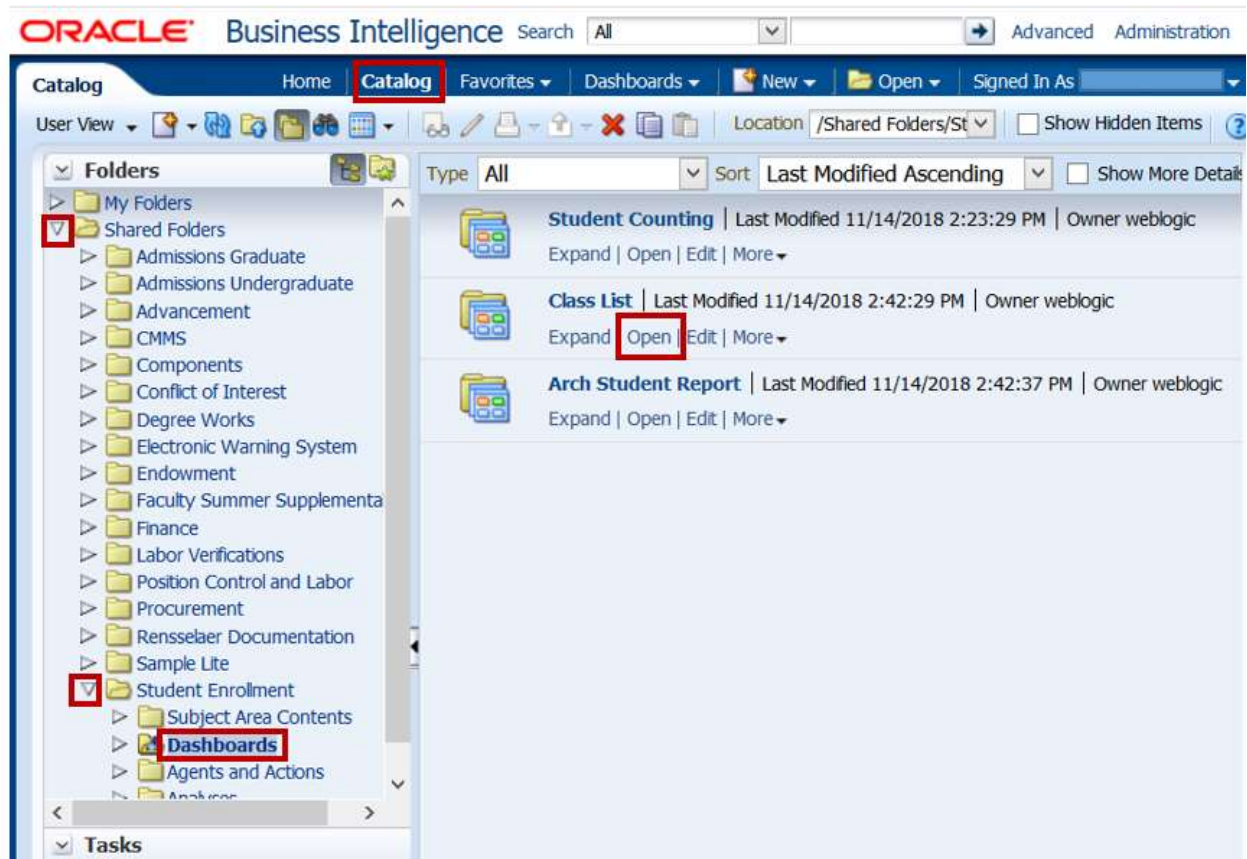 ORACLE Business Intelligence Search All Advanced Administration
Catalog Home Catalog Favorites Dashboards New Open Signed In As
User View Location /Shared Folders/St Show Hidden Items
Folders
My Folders
Shared Folders
Admissions Graduate
Admissions Undergraduate
Advancement
CMMS
Components
Conflict of Interest
Degree Works
Electronic Warning System
Endowment
Faculty Summer Supplementa
Finance
Labor Verifications
Position Control and Labor
Procurement
Rensselaer Documentation
Sample Lite
Student Enrollment
Subject Area Contents
Dashboards
Agents and Actions
Analyses
Tasks
Type All Sort Last Modified Ascending Show More Details
Student Counting | Last Modified 11/14/2018 2:23:29 PM | Owner weblogic
Expand | Open | Edit | More
Class List | Last Modified 11/14/2018 2:42:29 PM | Owner weblogic
Expand Open | Edit | More
Arch Student Report | Last Modified 11/14/2018 2:42:37 PM | Owner weblogic
Expand | Open | Edit | More